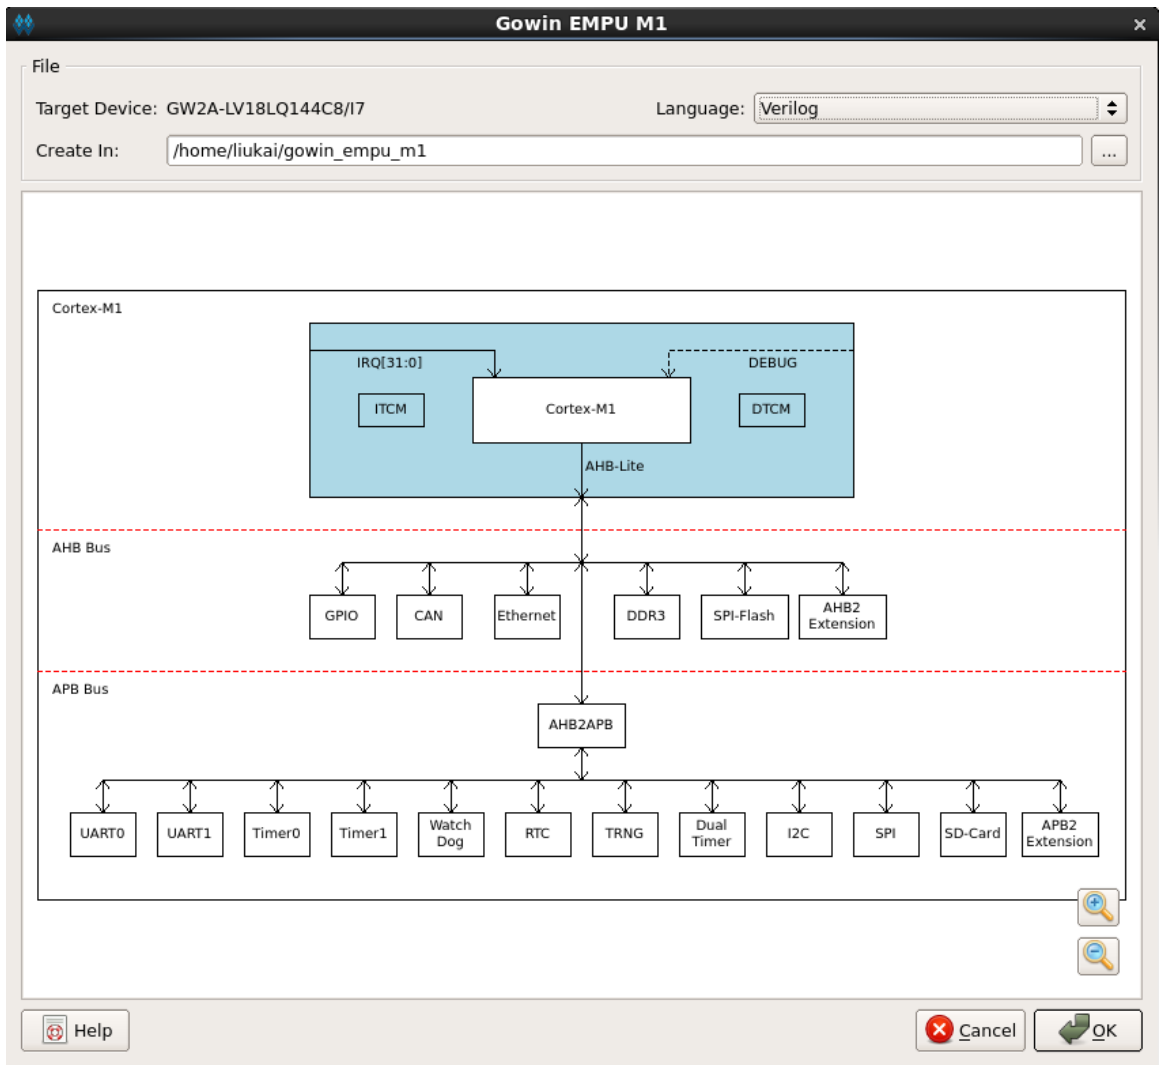 Gowin EMPU M1
File
Target Device: GW2A-LV18LQ144C8/I7
Language: Verilog
Create In: /home/liukai/gowin_empu_m1
...
Cortex-M1
IRQ[31:0]
DEBUG
ITCM
Cortex-M1
DTCM
AHB-Lite
AHB Bus
GPIO
CAN
Ethernet
DDR3
SPI-Flash
AHB2
Extension
APB Bus
AHB2APB
UART0
UART1
Timer0
Timer1
Watch
Dog
RTC
TRNG
Dual
Timer
I2C
SPI
SD-Card
APB2
Extension
Help
Cancel
OK